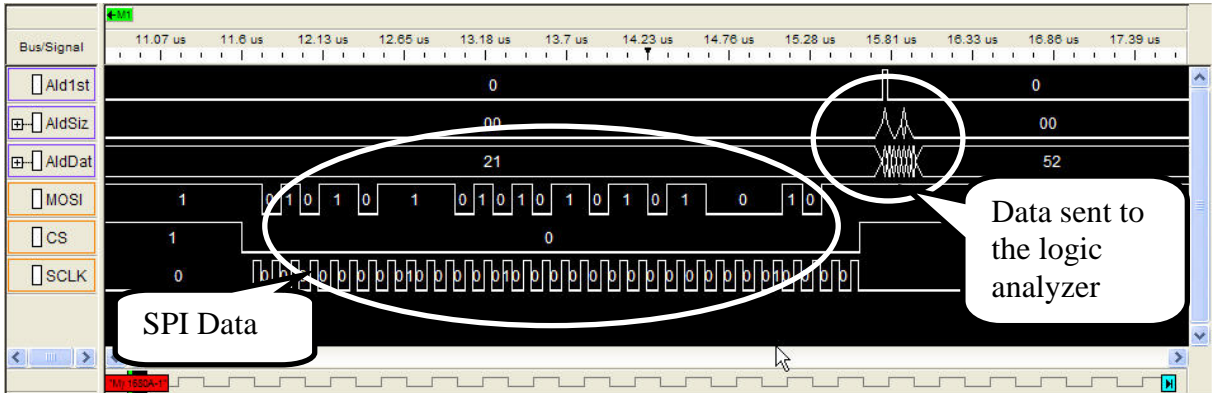 M1
Bus/Signal 11.07 us 11.6 us 12.13 us 12.65 us 13.18 us 13.7 us 14.23 us 14.76 us 15.28 us 15.81 us 16.33 us 16.86 us 17.39 us
Ald1st 0 0
AldSiz 00 00
AldDat 21 52
MOSI 1 0 1 0 1 0 1 0 1 0 1 0 1 0 1 0 1 0 1 0
CS 1 0
SCLK 0
Data sent to
the logic
analyzer
SPI Data
"My 1680A-1"